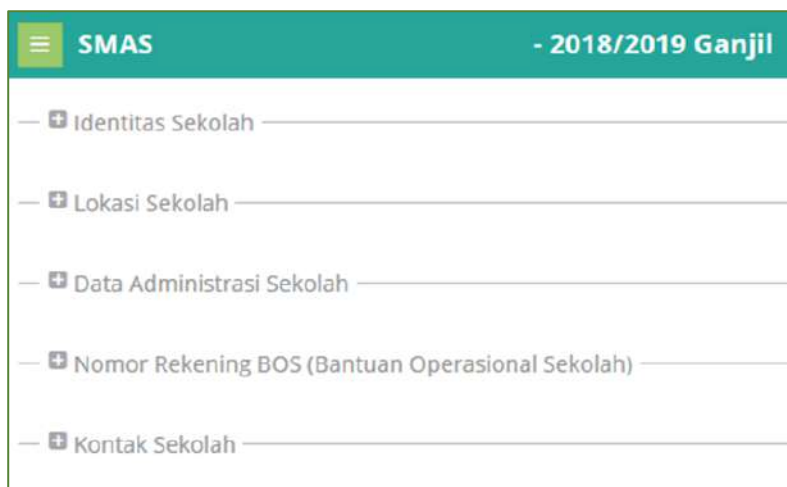 SMAS - 2018/2019 Ganjil
Identitas Sekolah
Lokasi Sekolah
Data Administrasi Sekolah
Nomor Rekening BOS (Bantuan Operasional Sekolah)
Kontak Sekolah